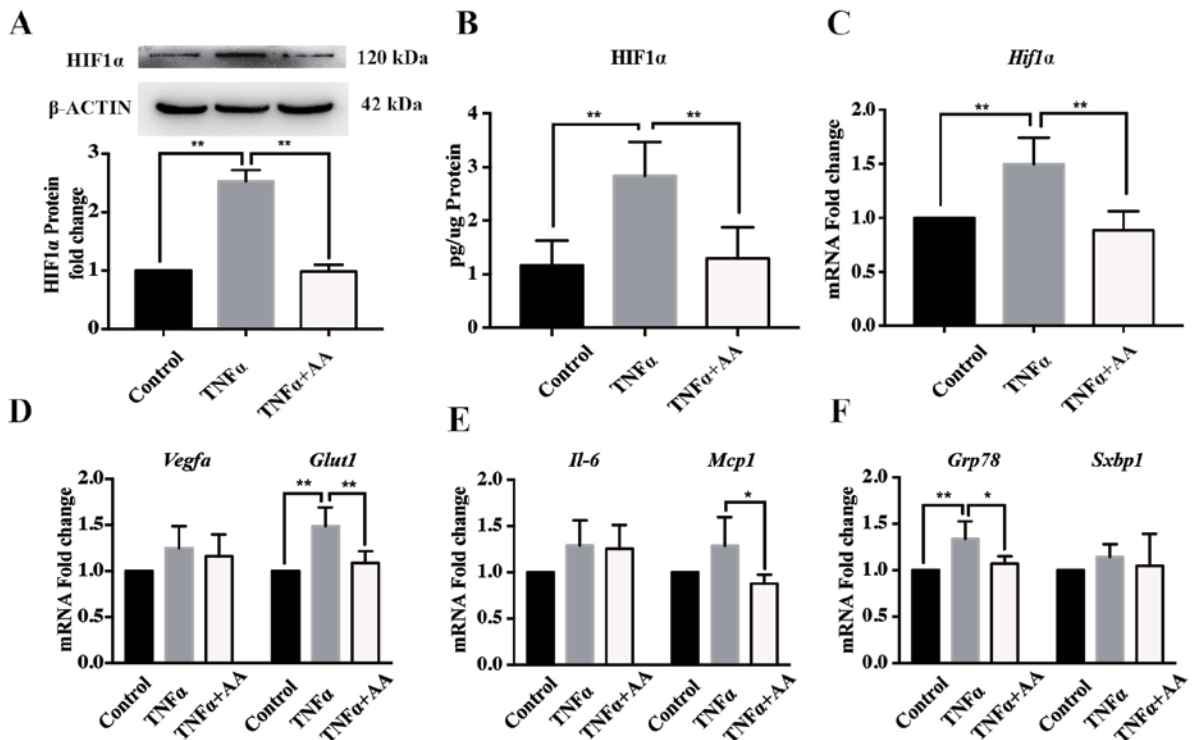 A
HIF1α
120 kDa
β-ACTIN
42 kDa
HIF1α Protein
fold change
3
2
1
0
**
**
Control
TNFα
TNFα+AA
B
HIF1α
pg/ug Protein
4
3
2
1
0
**
**
Control
TNFα
TNFα+AA
C
Hif1α
mRNA Fold change
2.0
1.5
1.0
0.5
0.0
**
**
Control
TNFα
TNFα+AA
D
Vegfa
Glut1
mRNA Fold change
2.0
1.5
1.0
0.5
0.0
**
**
Control
TNFα
TNFα+AA
Control
TNFα
TNFα+AA
E
Il-6
Mcp1
mRNA Fold change
2.0
1.5
1.0
0.5
0.0
*
Control
TNFα
TNFα+AA
Control
TNFα
TNFα+AA
F
Grp78
Sxbp1
mRNA Fold change
2.0
1.5
1.0
0.5
0.0
**
*
Control
TNFα
TNFα+AA
Control
TNFα
TNFα+AA